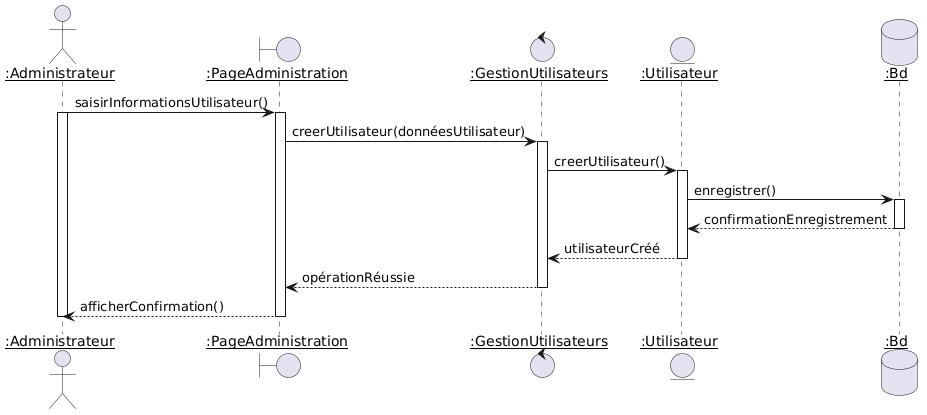 :Administrateur
:PageAdministration
:GestionUtilisateurs
:Utilisateur
:Bd
saisirInformationsUtilisateur()
creerUtilisateur(donnéesUtilisateur)
creerUtilisateur()
enregistrer()
confirmationEnregistrement
utilisateurCréé
opérationRéussie
afficherConfirmation()
:Administrateur
:PageAdministration
:GestionUtilisateurs
:Utilisateur
:Bd